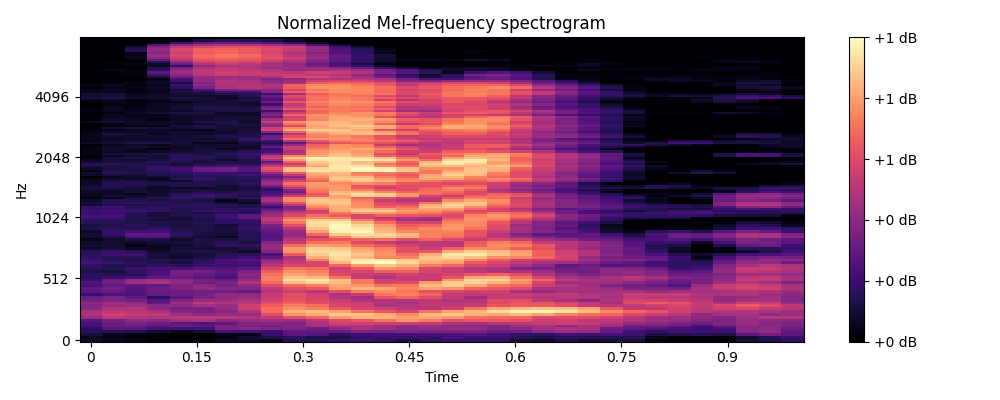 Normalized Mel-frequency spectrogram
Hz
4096
2048
1024
512
0
0 0.15 0.3 0.45 0.6 0.75 0.9
Time
+1 dB
+1 dB
+1 dB
+0 dB
+0 dB
+0 dB